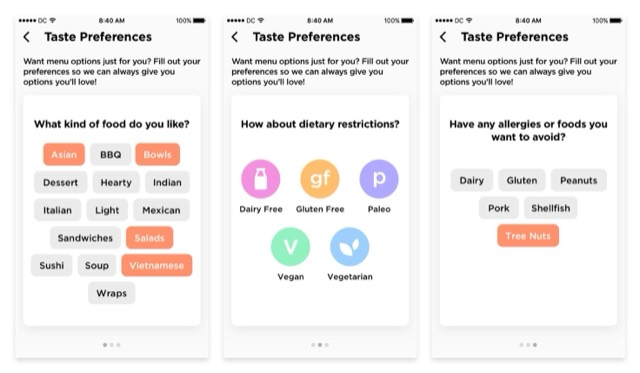 DC 8:40 AM 100%
Taste Preferences
Want menu options just for you? Fill out your
preferences so we can always give you
options you'll love!
What kind of food do you like?
Asian BBQ Bowls
Dessert Hearty Indian
Italian Light Mexican
Sandwiches Salads
Sushi Soup Vietnamese
Wraps
DC 8:40 AM 100%
Taste Preferences
Want menu options just for you? Fill out your
preferences so we can always give you
options you'll love!
How about dietary restrictions?
gf p
Dairy Free Gluten Free Paleo
V
Vegan Vegetarian
DC 8:40 AM 100%
Taste Preferences
Want menu options just for you? Fill out your
preferences so we can always give you
options you'll love!
Have any allergies or foods you
want to avoid?
Dairy Gluten Peanuts
Pork Shellfish
Tree Nuts